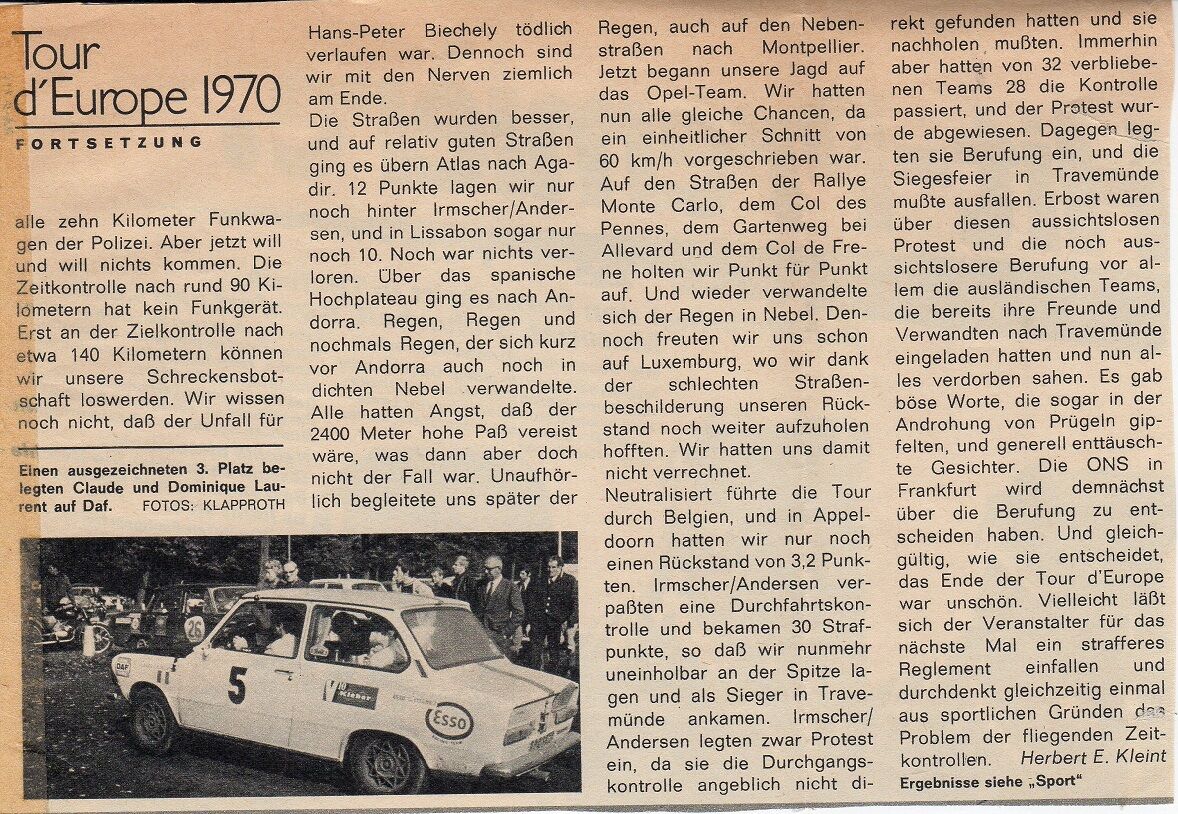 Tour
d'Europe 1970
FORTSETZUNG
alle zehn Kilometer Funkwa-
gen der Polizei. Aber jetzt will
und will nichts kommen. Die
Zeitkontrolle nach rund 90 Ki-
lometern hat kein Funkgerät.
Erst an der Zielkontrolle nach
etwa 140 Kilometern können
wir unsere Schreckensbot-
schaft loswerden. Wir wissen
noch nicht, daß der Unfall für
Einen ausgezeichneten 3. Platz be-
legten Claude und Dominique Lau-
rent auf Daf. FOTOS: KLAPPROTH
Hans-Peter Biechely tödlich
verlaufen war. Dennoch sind
wir mit den Nerven ziemlich
am Ende.
Die Straßen wurden besser,
und auf relativ guten Straßen
ging es übern Atlas nach Aga-
dir. 12 Punkte lagen wir nur
noch hinter Irmscher/Ander-
sen, und in Lissabon sogar nur
noch 10. Noch war nichts ver-
loren. Über das spanische
Hochplateau ging es nach An-
dorra. Regen, Regen und
nochmals Regen, der sich kurz
vor Andorra auch noch in
dichten Nebel verwandelte.
Alle hatten Angst, daß der
2400 Meter hohe Paß vereist
wäre, was dann aber doch
nicht der Fall war. Unaufhör-
lich begleitete uns später der
Regen, auch auf den Neben-
straßen nach Montpellier.
Jetzt begann unsere Jagd auf
das Opel-Team. Wir hatten
nun alle gleiche Chancen, da
ein einheitlicher Schnitt von
60 km/h vorgeschrieben war.
Auf den Straßen der Rallye
Monte Carlo, dem Col des
Pennes, dem Gartenweg bei
Allevard und dem Col de Fre-
ne holten wir Punkt für Punkt
auf. Und wieder verwandelte
sich der Regen in Nebel. Den-
noch freuten wir uns schon
auf Luxemburg, wo wir dank
der schlechten Straßen-
beschilderung unseren Rück-
stand noch weiter aufzuholen
hofften. Wir hatten uns damit
nicht verrechnet.
Neutralisiert führte die Tour
durch Belgien, und in Appel-
doorn hatten wir nur noch
einen Rückstand von 3,2 Punk-
ten. Irmscher/Andersen ver-
paßten eine Durchfahrtskon-
trolle und bekamen 30 Straf-
punkte, so daß wir nunmehr
uneinholbar an der Spitze la-
gen und als Sieger in Trave-
münde ankamen. Irmscher/
Andersen legten zwar Protest
ein, da sie die Durchgangs-
kontrolle angeblich nicht di-
rekt gefunden hatten und sie
nachholen mußten. Immerhin
aber hatten von 32 verbliebe-
nen Teams 28 die Kontrolle
passiert, und der Protest wur-
de abgewiesen. Dagegen leg-
ten sie Berufung ein, und die
Siegesfeier in Travemünde
mußte ausfallen. Erbost waren
über diesen aussichtslosen
Protest und die noch aus-
sichtslosere Berufung vor al-
lem die ausländischen Teams,
die bereits ihre Freunde und
Verwandten nach Travemünde
eingeladen hatten und nun al-
les verdorben sahen. Es gab
böse Worte, die sogar in der
Androhung von Prügeln gip-
felten, und generell enttäusch-
te Gesichter. Die ONS in
Frankfurt wird demnächst
über die Berufung zu ent-
scheiden haben. Und gleich-
gültig, wie sie entscheidet,
das Ende der Tour d'Europe
war unschön. Vielleicht läßt
sich der Veranstalter für das
nächste Mal ein strafferes
Reglement einfallen und
durchdenkt gleichzeitig einmal
aus sportlichen Gründen das
Problem der fliegenden Zeit-
kontrollen. Herbert E. Kleint
Ergebnisse siehe „Sport"
26
DAF
5
Kleber
Esso